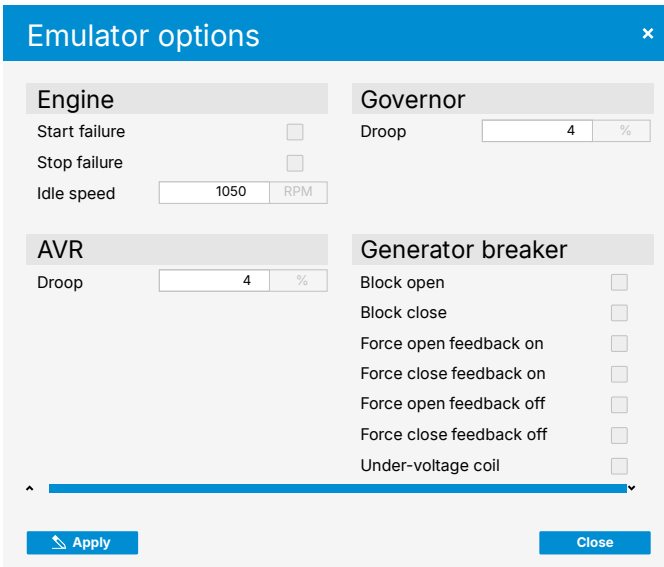 Emulator options
Engine
Start failure
Stop failure
Idle speed 1050 RPM
Governor
Droop 4 %
AVR
Droop 4 %
Generator breaker
Block open
Block close
Force open feedback on
Force close feedback on
Force open feedback off
Force close feedback off
Under-voltage coil
Apply
Close